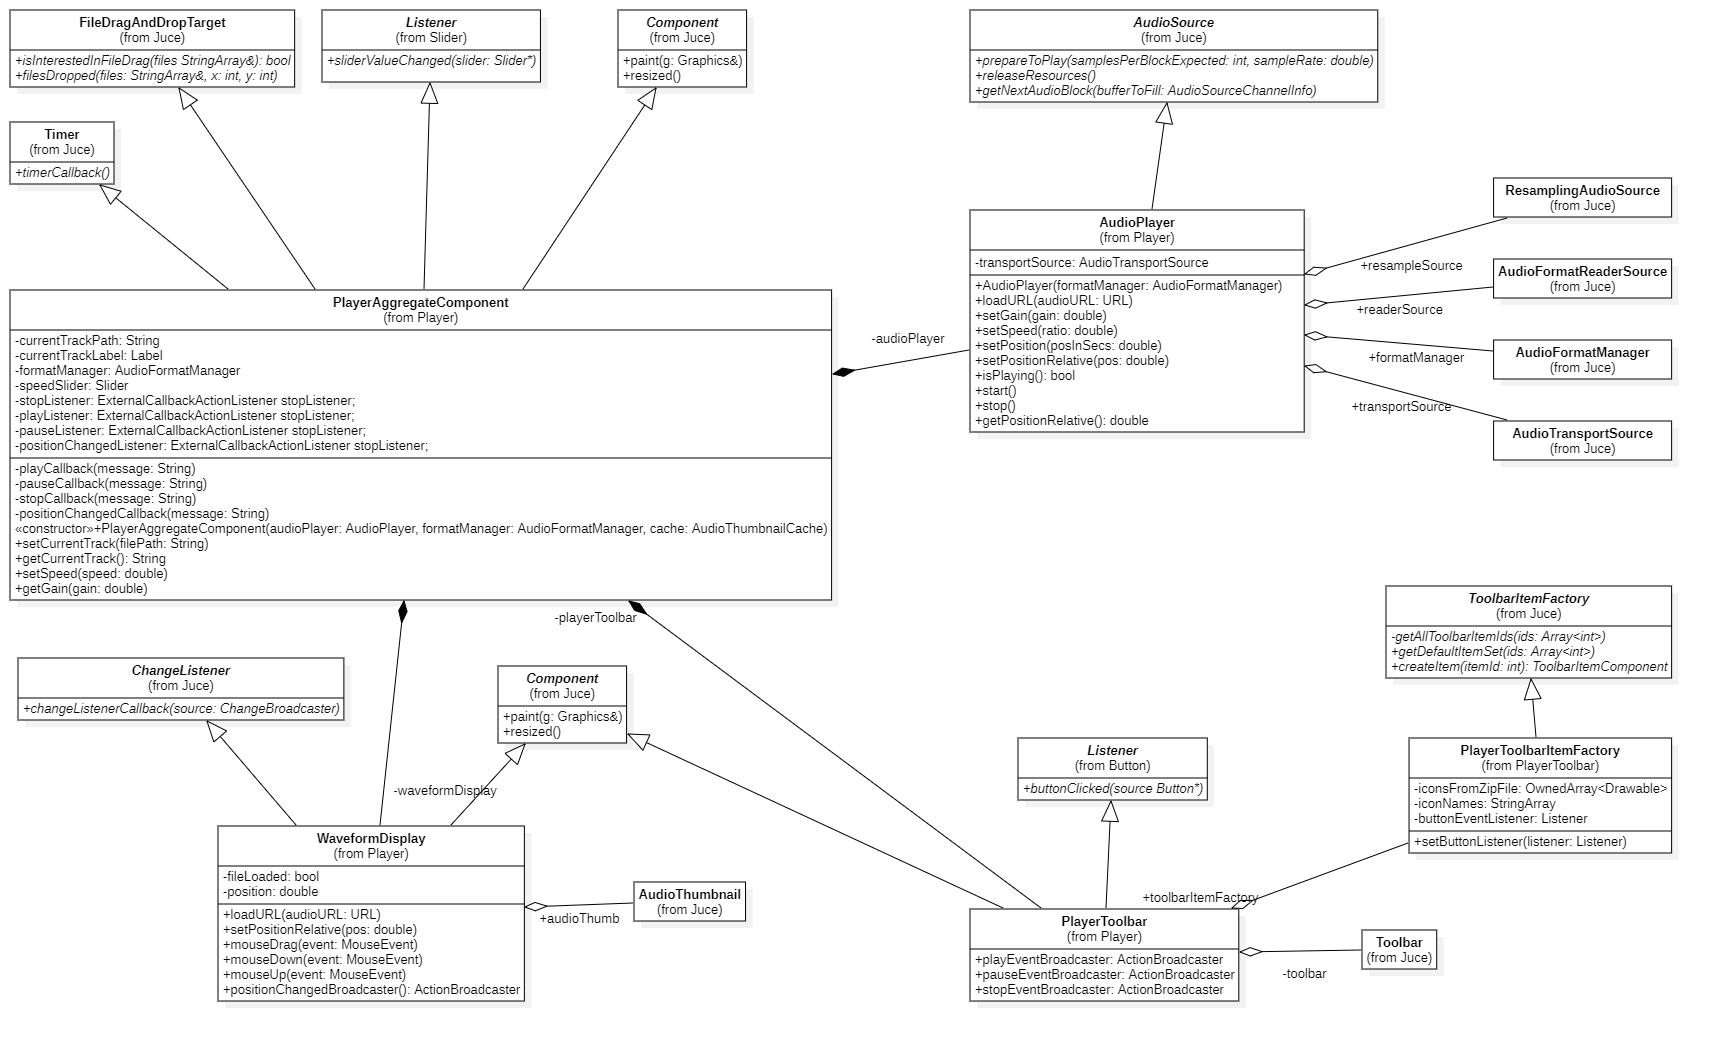 FileDragAndDropTarget
(from Juce)
+isInterestedInFileDrag(files StringArray&): bool
+filesDropped(files: StringArray&, x: int, y: int)
Listener
(from Slider)
+sliderValueChanged(slider: Slider*)
Component
(from Juce)
+paint(g: Graphics&)
+resized()
AudioSource
(from Juce)
+prepareToPlay(samplesPerBlockExpected: int, sampleRate: double)
+releaseResources()
+getNextAudioBlock(bufferToFill: AudioSourceChannelInfo)
Timer
(from Juce)
+timerCallback()
PlayerAggregateComponent
(from Player)
-currentTrackPath: String
-currentTrackLabel: Label
-formatManager: AudioFormatManager
-speedSlider: Slider
-stopListener: ExternalCallbackActionListener stopListener;
-playListener: ExternalCallbackActionListener stopListener;
-pauseListener: ExternalCallbackActionListener stopListener;
-positionChangedListener: ExternalCallbackActionListener stopListener;
-playCallback(message: String)
-pauseCallback(message: String)
-stopCallback(message: String)
-positionChangedCallback(message: String)
«constructor»+PlayerAggregateComponent(audioPlayer: AudioPlayer, formatManager: AudioFormatManager, cache: AudioThumbnailCache)
+setCurrentTrack(filePath: String)
+getCurrentTrack(): String
+setSpeed(speed: double)
+getGain(gain: double)
-audioPlayer
AudioPlayer
(from Player)
-transportSource: AudioTransportSource
+AudioPlayer(formatManager: AudioFormatManager)
+loadURL(audioURL: URL)
+setGain(gain: double)
+setSpeed(ratio: double)
+setPosition(posInSecs: double)
+setPositionRelative(pos: double)
+isPlaying(): bool
+start()
+stop()
+getPositionRelative(): double
ResamplingAudioSource
(from Juce)
+resampleSource
AudioFormatReaderSource
(from Juce)
+readerSource
AudioFormatManager
(from Juce)
+formatManager
+transportSource
AudioTransportSource
(from Juce)
-playerToolbar
ChangeListener
(from Juce)
+changeListenerCallback(source: ChangeBroadcaster)
Component
(from Juce)
+paint(g: Graphics&)
+resized()
-waveformDisplay
WaveformDisplay
(from Player)
-fileLoaded: bool
-position: double
+loadURL(audioURL: URL)
+setPositionRelative(pos: double)
+mouseDrag(event: MouseEvent)
+mouseDown(event: MouseEvent)
+mouseUp(event: MouseEvent)
+positionChangedBroadcaster(): ActionBroadcaster
AudioThumbnail
(from Juce)
+audioThumb
ToolbarItemFactory
(from Juce)
-getAllToolbarItemIds(ids: Array<int>)
+getDefaultItemSet(ids: Array<int>)
+createItem(itemId: int): ToolbarItemComponent
Listener
(from Button)
+buttonClicked(source Button*)
PlayerToolbarItemFactory
(from PlayerToolbar)
-iconsFromZipFile: OwnedArray<Drawable>
-iconNames: StringArray
-buttonEventListener: Listener
+setButtonListener(listener: Listener)
+toolbarItemFactory
PlayerToolbar
(from Player)
+playEventBroadcaster: ActionBroadcaster
+pauseEventBroadcaster: ActionBroadcaster
+stopEventBroadcaster: ActionBroadcaster
Toolbar
(from Juce)
-toolbar